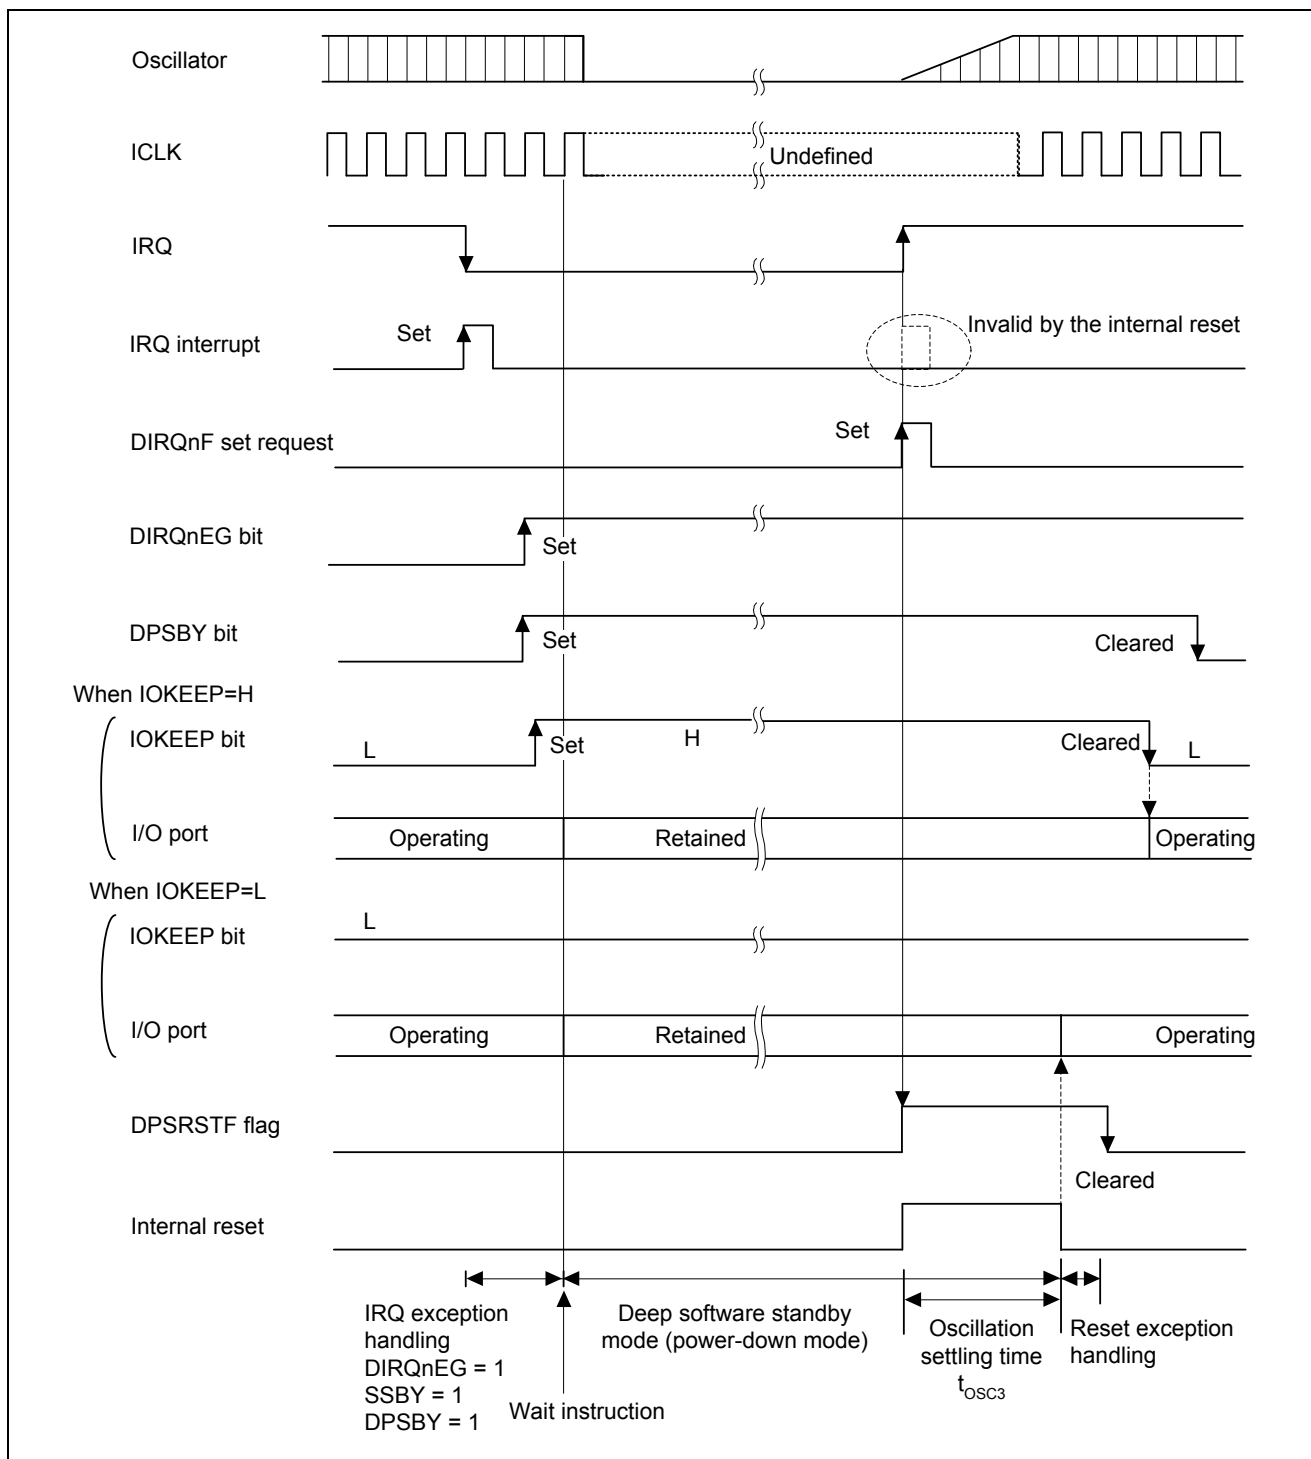 Oscillator
ICLK
Undefined
IRQ
IRQ interrupt
Set
Invalid by the internal reset
DIRQnF set request
Set
DIRQnEG bit
Set
DPSBY bit
Set
Cleared
When IOKEEP=H
IOKEEP bit
L
Set
H
Cleared
L
I/O port
Operating
Retained
Operating
When IOKEEP=L
IOKEEP bit
L
I/O port
Operating
Retained
Operating
DPSRSTF flag
Cleared
Internal reset
IRQ exception
handling
DIRQnEG = 1
SSBY = 1
DPSBY = 1
Wait instruction
Deep software standby
mode (power-down mode)
Oscillation
settling time
tOSC3
Reset exception
handling